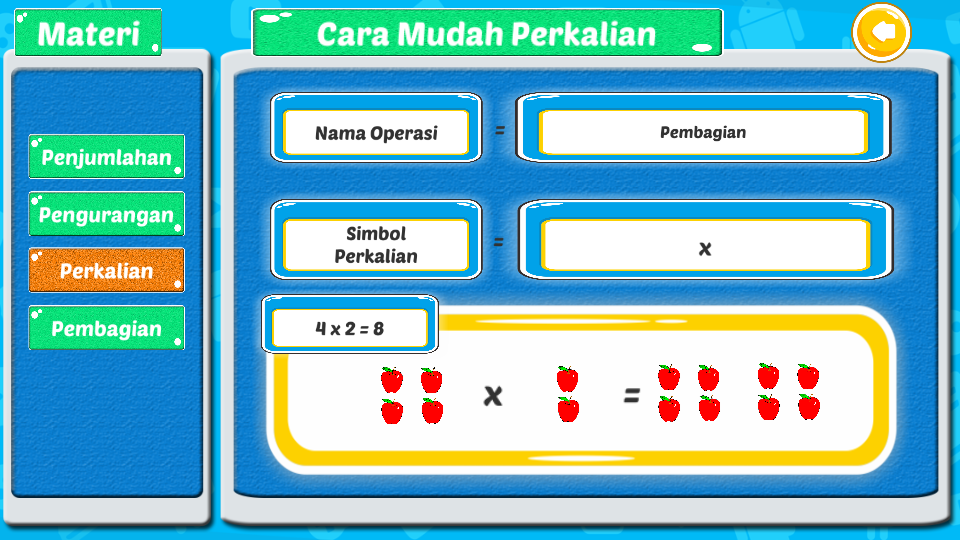 Materi
Cara Mudah Perkalian
Penjumlahan
Pengurangan
Perkalian
Pembagian
Nama Operasi = Pembagian
Simbol
Perkalian = x
4 x 2 = 8
x =